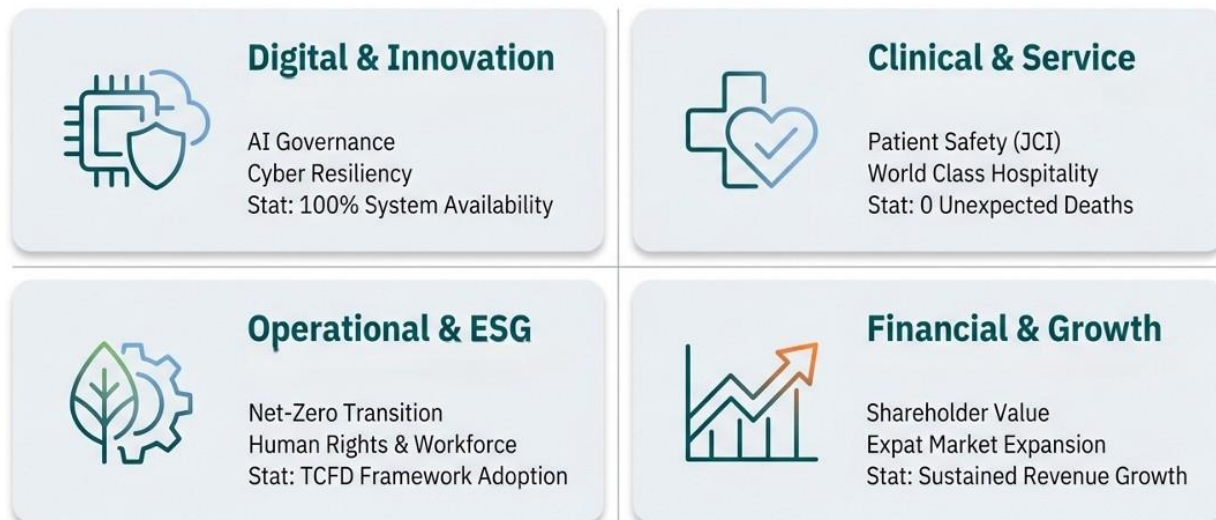 Digital & Innovation
AI Governance
Cyber Resiliency
Stat: 100% System Availability
Clinical & Service
Patient Safety (JCI)
World Class Hospitality
Stat: 0 Unexpected Deaths
Operational & ESG
Net-Zero Transition
Human Rights & Workforce
Stat: TCFD Framework Adoption
Financial & Growth
Shareholder Value
Expat Market Expansion
Stat: Sustained Revenue Growth